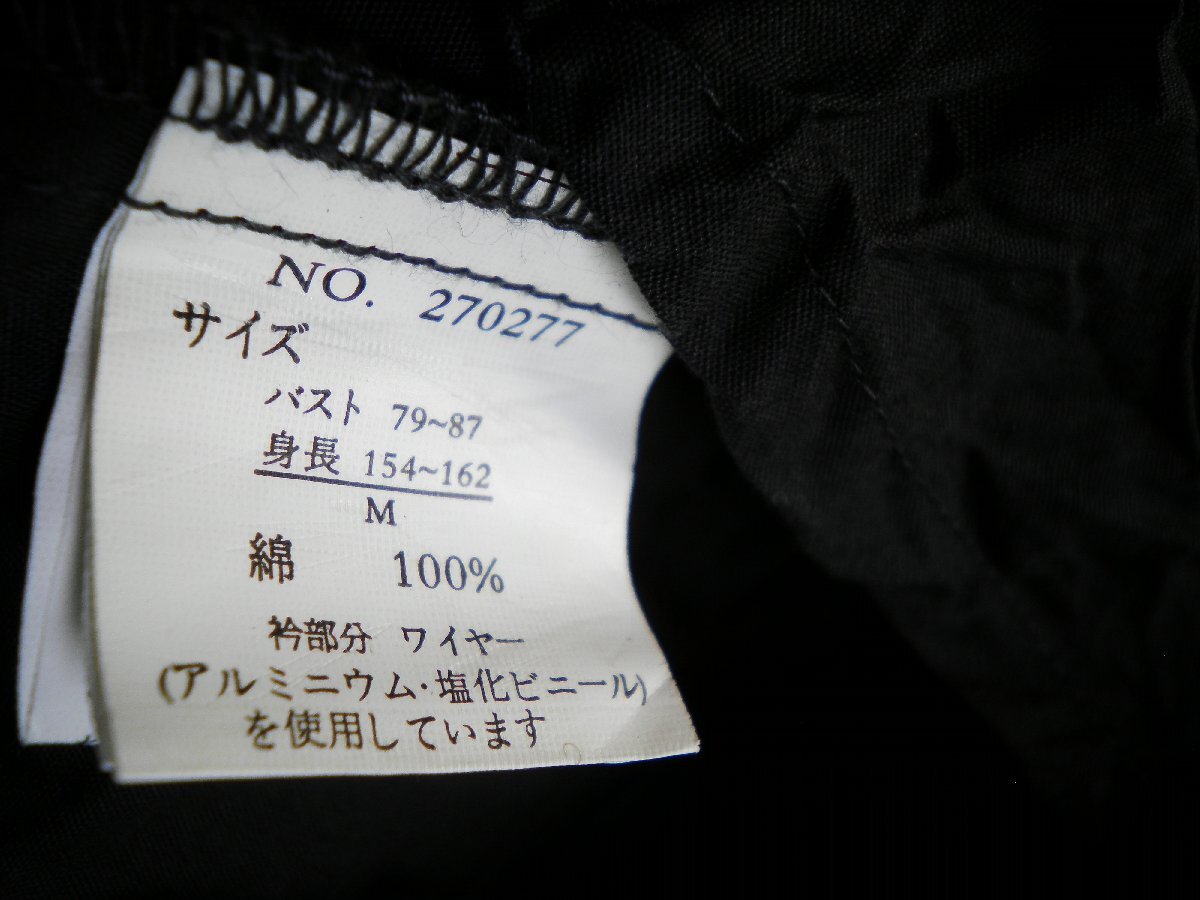 NO. 270277
サイズ
バスト 79~87
身長 154~162
M
綿 100%
衿部分 ワイヤー
(アルミニウム·塩化ビニール)
を使用しています